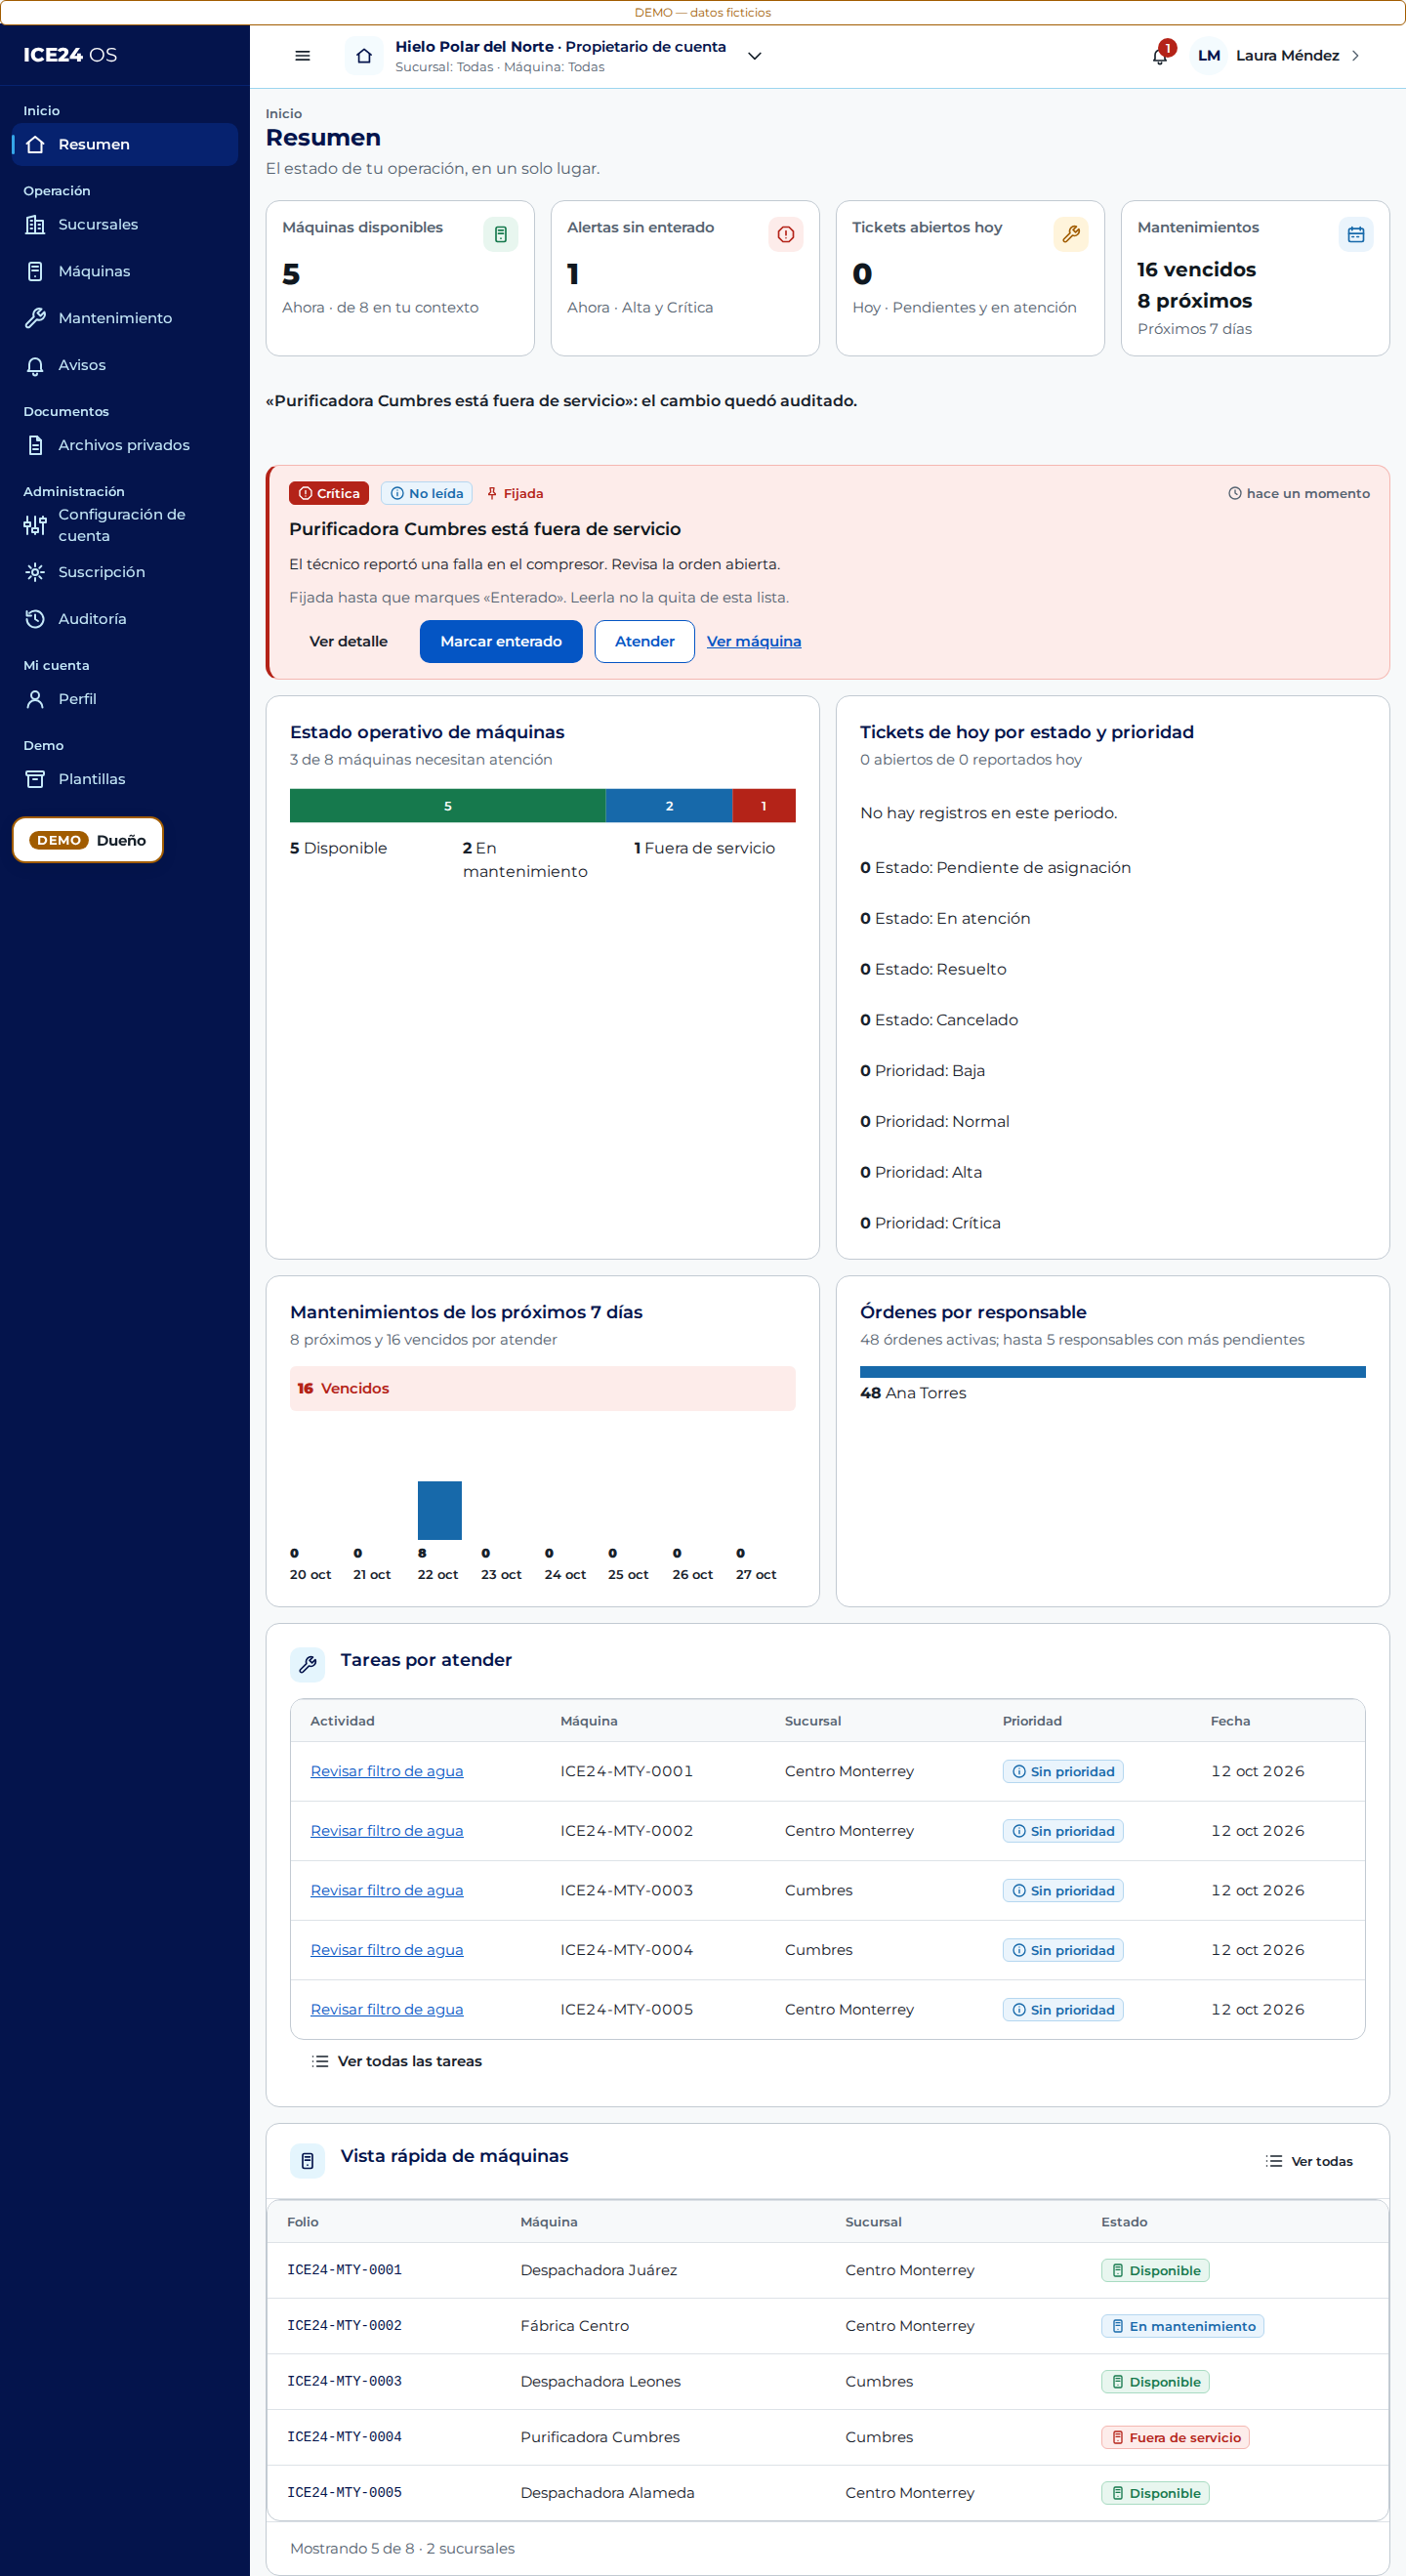 DEMO — datos ficticios
ICE24 OS
Inicio
Resumen
Operación
Sucursales
Máquinas
Mantenimiento
Avisos
Documentos
Archivos privados
Administración
Configuración de
cuenta
Suscripción
Auditoría
Mi cuenta
Perfil
Demo
Plantillas
DEMO Dueño
Hielo Polar del Norte · Propietario de cuenta
Sucursal: Todas · Máquina: Todas
1
LM Laura Méndez
Inicio
Resumen
El estado de tu operación, en un solo lugar.
Máquinas disponibles
5
Ahora · de 8 en tu contexto
Alertas sin enterado
1
Ahora · Alta y Crítica
Tickets abiertos hoy
0
Hoy · Pendientes y en atención
Mantenimientos
16 vencidos
8 próximos
Próximos 7 días
«Purificadora Cumbres está fuera de servicio»: el cambio quedó auditado.
Crítica No leída Fijada hace un momento
Purificadora Cumbres está fuera de servicio
El técnico reportó una falla en el compresor. Revisa la orden abierta.
Fijada hasta que marques «Enterado». Leerla no la quita de esta lista.
Ver detalle Marcar enterado Atender Ver máquina
Estado operativo de máquinas
3 de 8 máquinas necesitan atención
5 2 1
5 Disponible
2 En
mantenimiento
1 Fuera de servicio
Tickets de hoy por estado y prioridad
0 abiertos de 0 reportados hoy
No hay registros en este periodo.
0 Estado: Pendiente de asignación
0 Estado: En atención
0 Estado: Resuelto
0 Estado: Cancelado
0 Prioridad: Baja
0 Prioridad: Normal
0 Prioridad: Alta
0 Prioridad: Crítica
Mantenimientos de los próximos 7 días
8 próximos y 16 vencidos por atender
16 Vencidos
0 0 8 0 0 0 0 0
20 oct 21 oct 22 oct 23 oct 24 oct 25 oct 26 oct 27 oct
Órdenes por responsable
48 órdenes activas; hasta 5 responsables con más pendientes
48 Ana Torres
Tareas por atender
Actividad Máquina Sucursal Prioridad Fecha
Revisar filtro de agua ICE24-MTY-0001 Centro Monterrey Sin prioridad 12 oct 2026
Revisar filtro de agua ICE24-MTY-0002 Centro Monterrey Sin prioridad 12 oct 2026
Revisar filtro de agua ICE24-MTY-0003 Cumbres Sin prioridad 12 oct 2026
Revisar filtro de agua ICE24-MTY-0004 Cumbres Sin prioridad 12 oct 2026
Revisar filtro de agua ICE24-MTY-0005 Centro Monterrey Sin prioridad 12 oct 2026
Ver todas las tareas
Vista rápida de máquinas
Ver todas
Folio Máquina Sucursal Estado
ICE24-MTY-0001 Despachadora Juárez Centro Monterrey Disponible
ICE24-MTY-0002 Fábrica Centro Centro Monterrey En mantenimiento
ICE24-MTY-0003 Despachadora Leones Cumbres Disponible
ICE24-MTY-0004 Purificadora Cumbres Cumbres Fuera de servicio
ICE24-MTY-0005 Despachadora Alameda Centro Monterrey Disponible
Mostrando 5 de 8 · 2 sucursales